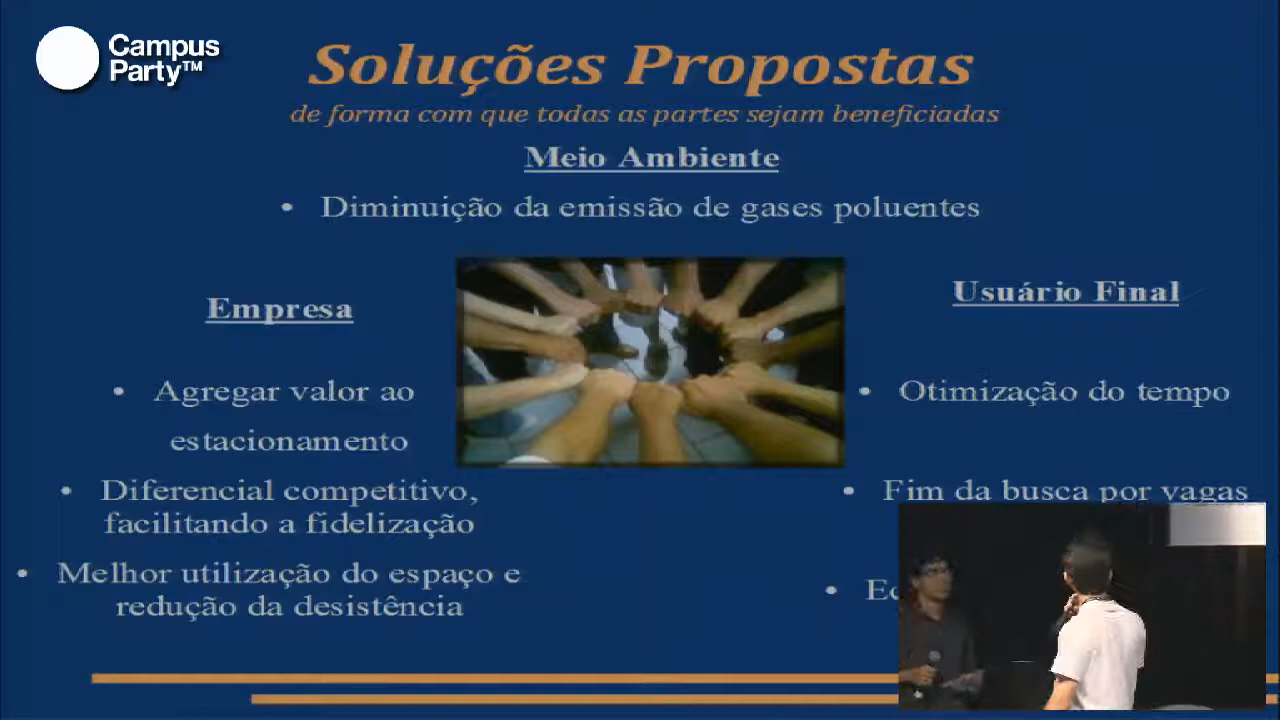 Campus
Party™
Soluções Propostas
de forma com que todas as partes sejam beneficiadas
Meio Ambiente
• Diminuição da emissão de gases poluentes
Empresa
• Agregar valor ao
estacionamento
• Diferencial competitivo,
facilitando a fidelização
• Melhor utilização do espaço e
redução da desistência
Usuário Final
• Otimização do tempo
• Fim da busca por vagas
•